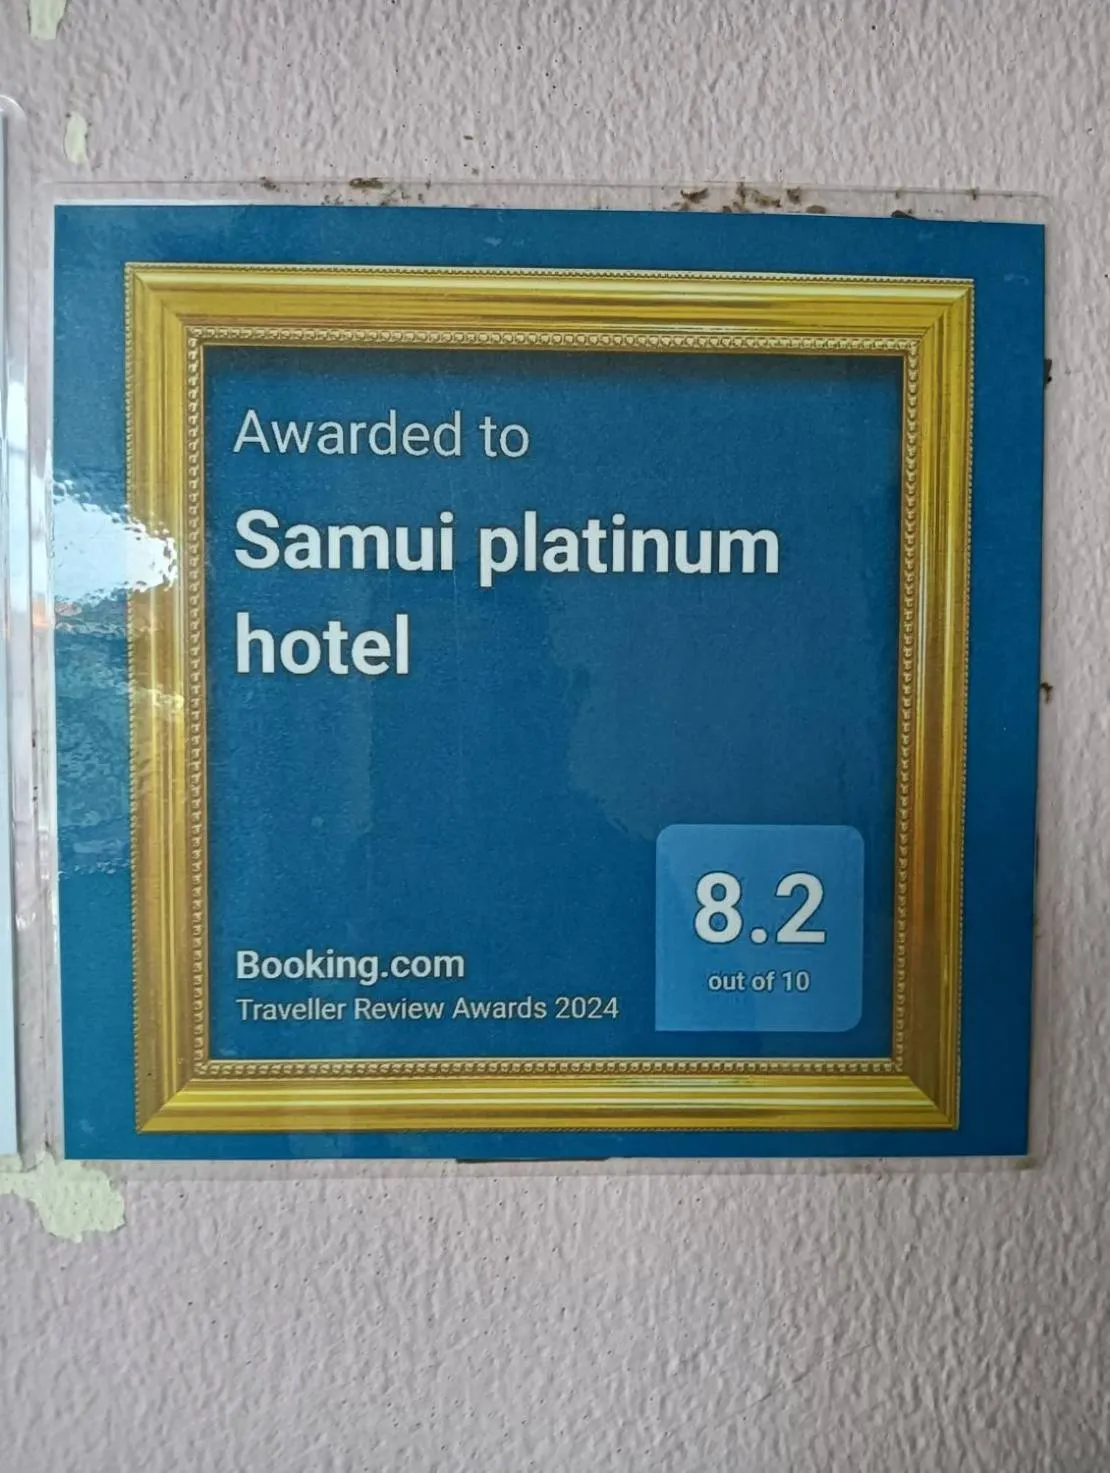 Awarded to
Samui platinum
hotel
8.2
out of 10
Booking.com
Traveller Review Awards 2024